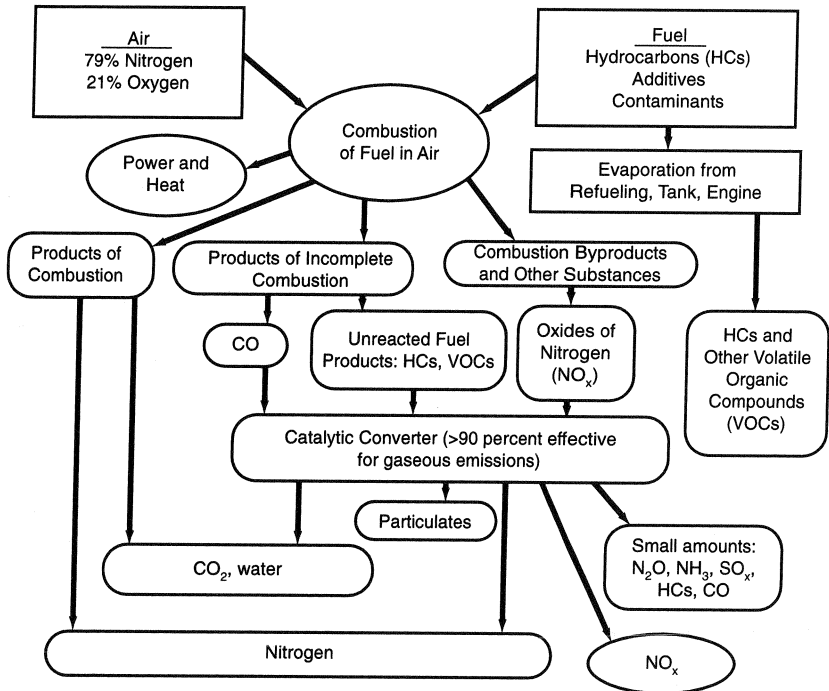 Air
79% Nitrogen
21% Oxygen
Fuel
Hydrocarbons (HCs)
Additives
Contaminants
Combustion
of Fuel in Air
Power and
Heat
Evaporation from
Refueling, Tank, Engine
Products of
Combustion
Products of Incomplete
Combustion
Combustion Byproducts
and Other Substances
CO
Unreacted Fuel
Products: HCs, VOCs
Oxides of
Nitrogen
(NOx)
HCs and
Other Volatile
Organic
Compounds
(VOCs)
Catalytic Converter (>90 percent effective
for gaseous emissions)
Particulates
CO2, water
Small amounts:
N2O, NH3, SOx,
HCs, CO
Nitrogen
NOx